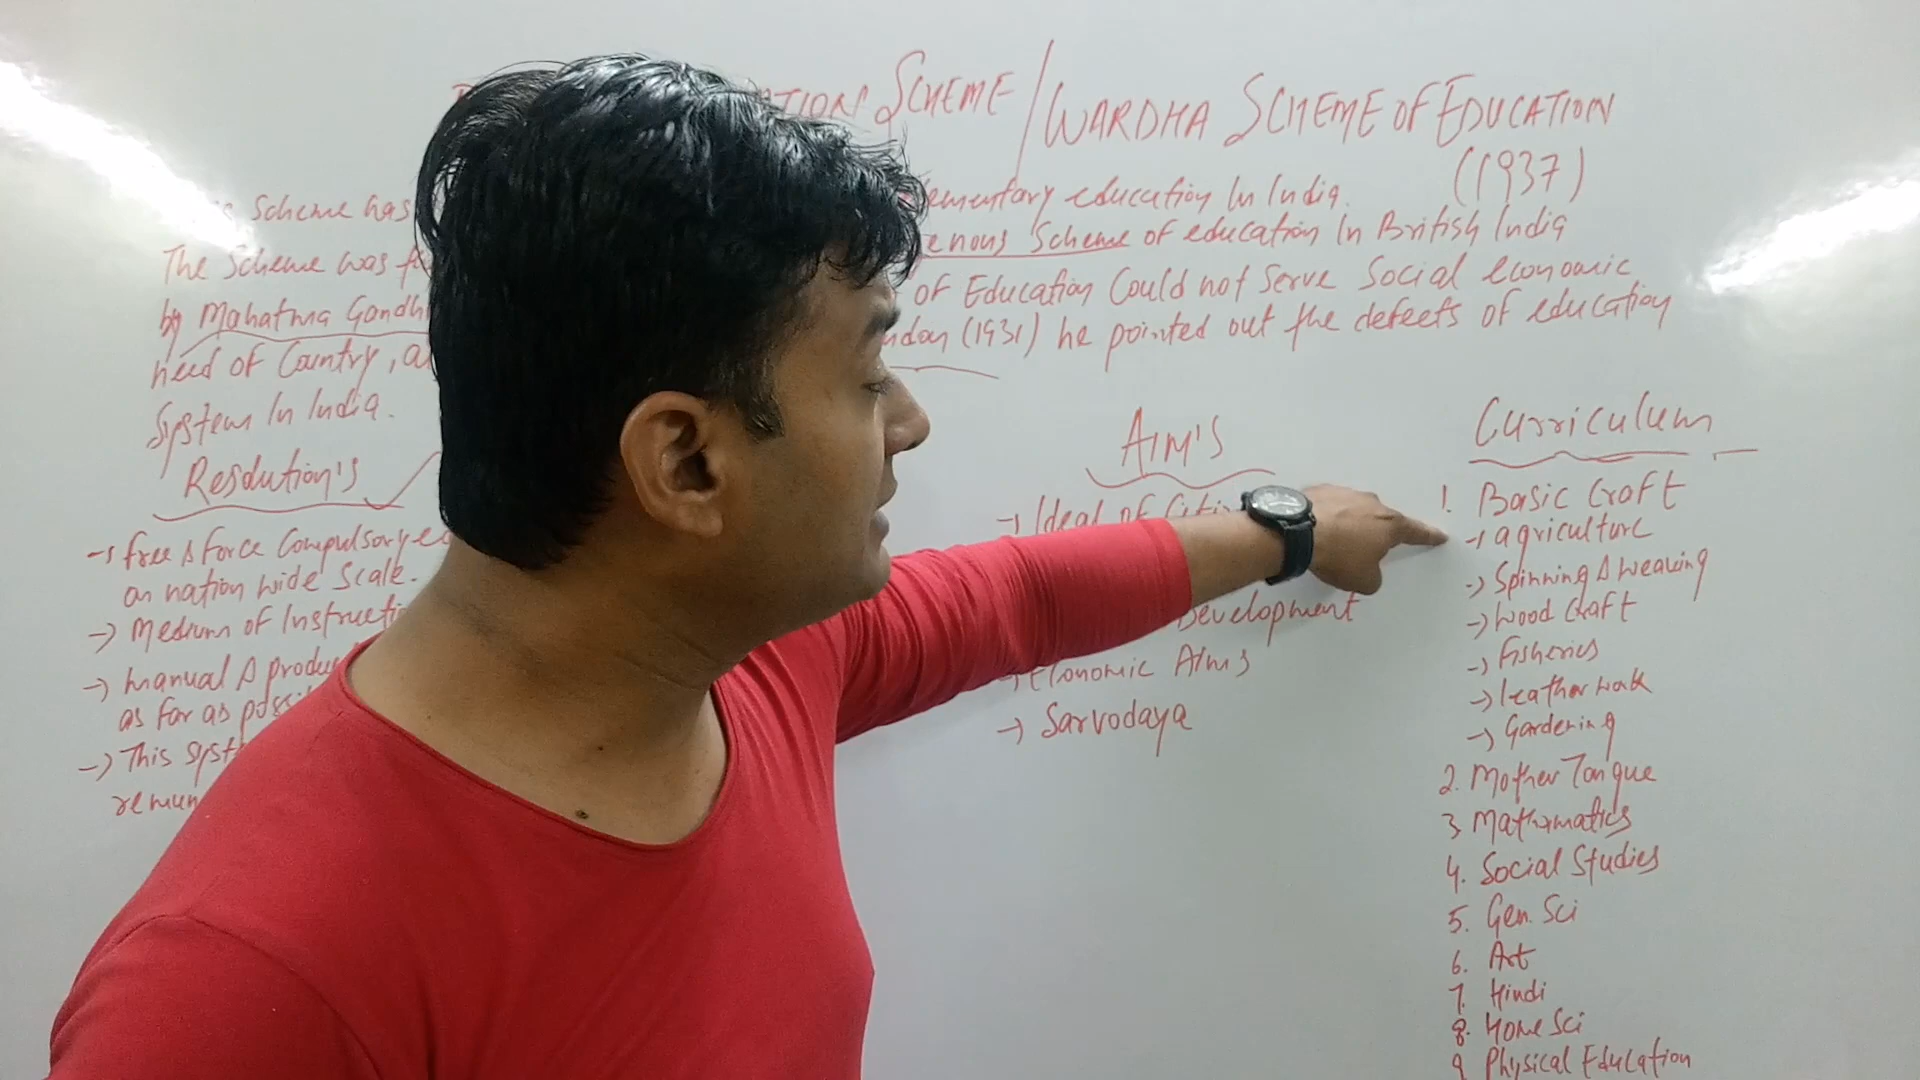 SCHEME / WARDHA SCHEME OF EDUCATION
(1937)
Scheme was ementary education In India.
The Scheme was f enous Scheme of education In British India
by Mahatma Gandhi of Education Could not Serve Social economic
need of Country, a ndon (1931) he pointed out the defects of education
System In India.
Resolution's
→ free & force Compulsory e
on nation wide Scale.
→ Medium of Instructi
→ Manual & produ
as far as possi
→ This syst
remun
AIM'S
→ Ideal of Citi
Development
→ Economic Aims
→ Sarvodaya
Curriculum
1. Basic Craft
→ agriculture
→ Spinning & weaving
→ Wood Craft
→ Fisheries
→ leather work
→ Gardening
2. Mother Tongue
3. Mathematics
4. Social Studies
5. Gen. Sci
6. Art
7. Hindi
8. Home Sci
9. Physical Education